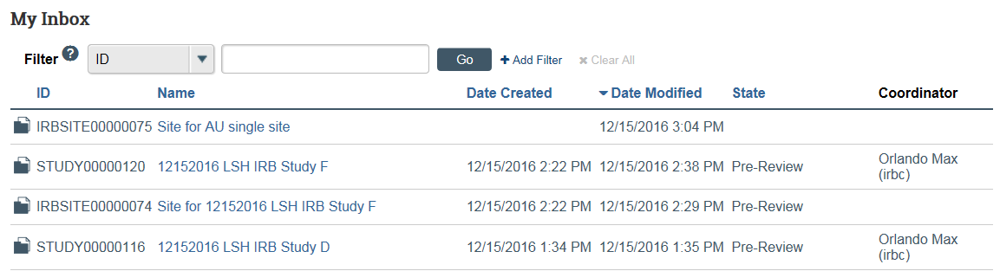 My Inbox
Filter ? ID Go + Add Filter × Clear All
ID Name Date Created Date Modified State Coordinator
IRBSITE00000075 Site for AU single site 12/15/2016 3:04 PM
STUDY00000120 12152016 LSH IRB Study F 12/15/2016 2:22 PM 12/15/2016 2:38 PM Pre-Review Orlando Max
(irbc)
IRBSITE00000074 Site for 12152016 LSH IRB Study F 12/15/2016 2:22 PM 12/15/2016 2:29 PM Pre-Review
STUDY00000116 12152016 LSH IRB Study D 12/15/2016 1:34 PM 12/15/2016 1:35 PM Pre-Review Orlando Max
(irbc)